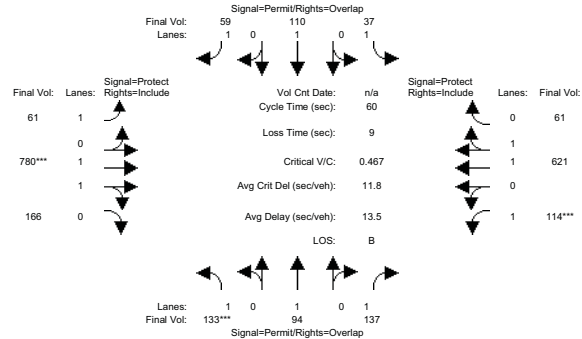 Signal=Permit/Rights=Overlap
Final Vol: 59 110 37
Lanes: 1 0 1 0 1
Signal=Protect Signal=Protect
Final Vol: Lanes: Rights=Include Vol Cnt Date: n/a Rights=Include Lanes: Final Vol:
Cycle Time (sec): 60
61 1 0 61
Loss Time (sec): 9
0 1
780*** 1 Critical V/C: 0.467 1 621
1 Avg Crit Del (sec/veh): 11.8 0
166 0 Avg Delay (sec/veh): 13.5 1 114***
LOS: B
Lanes: 1 0 1 0 1
Final Vol: 133*** 94 137
Signal=Permit/Rights=Overlap